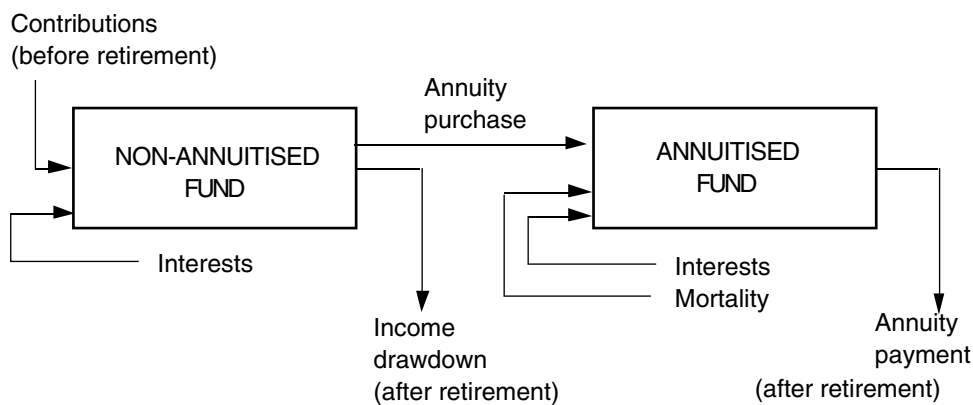 Contributions
(before retirement)
Annuity
purchase
NON-ANNUITISED
FUND
ANNUITISED
FUND
Interests
Interests
Mortality
Income
drawdown
(after retirement)
Annuity
payment
(after retirement)